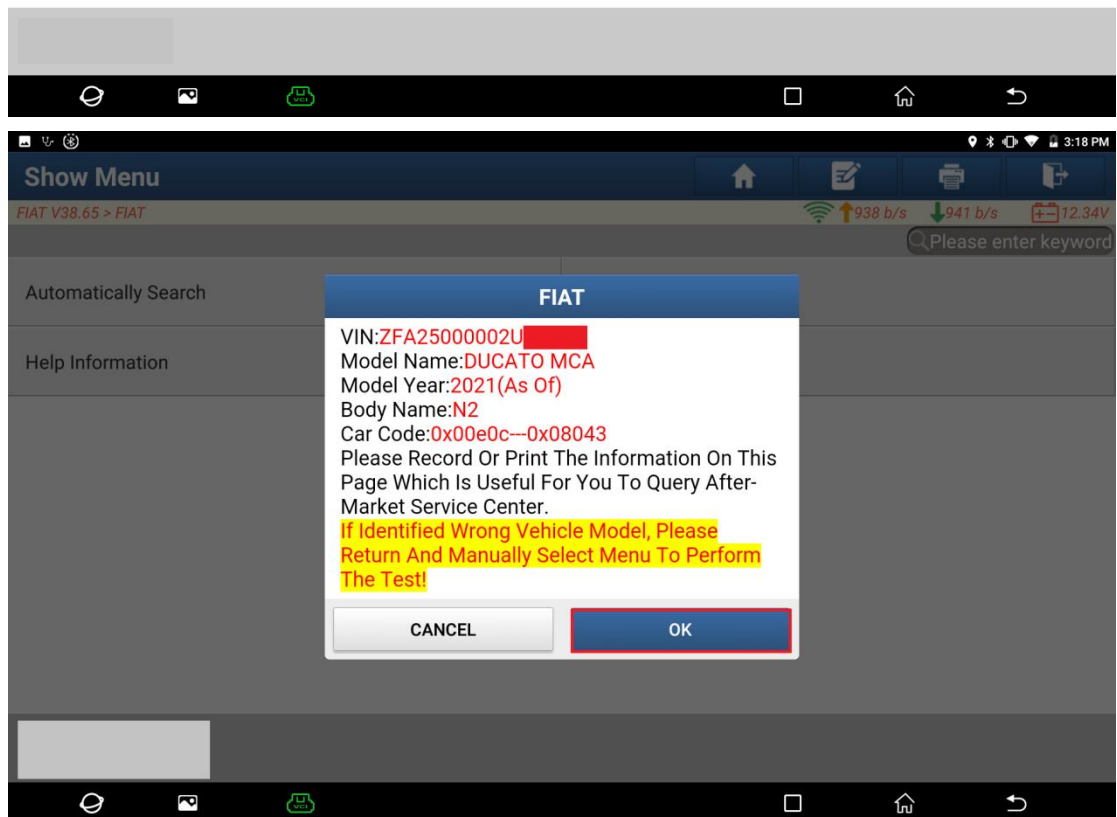 VCI
3:18 PM
Show Menu
FIAT V38.65 > FIAT
938 b/s 941 b/s 12.34V
Please enter keyword
Automatically Search
Help Information
FIAT
VIN:ZFA25000002U
Model Name:DUCATO MCA
Model Year:2021(As Of)
Body Name:N2
Car Code:0x00e0c---0x08043
Please Record Or Print The Information On This
Page Which Is Useful For You To Query After-
Market Service Center.
If Identified Wrong Vehicle Model, Please
Return And Manually Select Menu To Perform
The Test!
CANCEL
OK
VCI